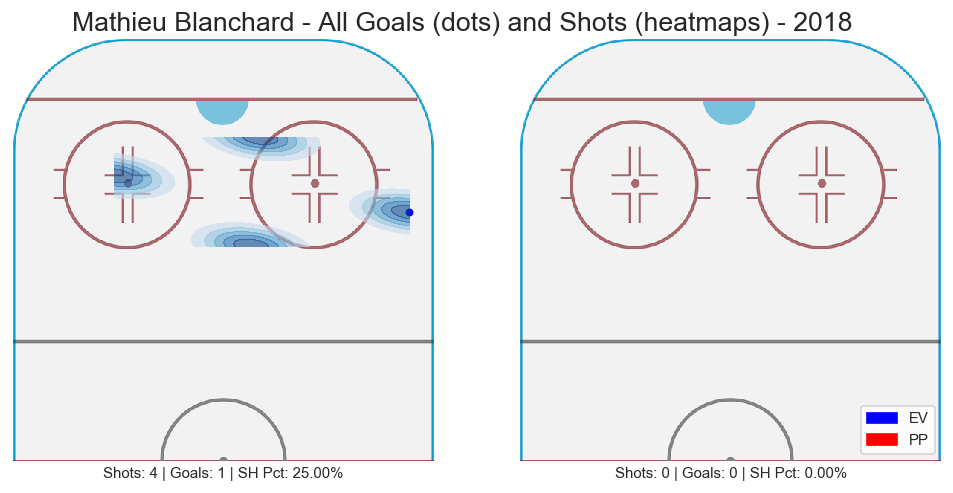 Mathieu Blanchard - All Goals (dots) and Shots (heatmaps) - 2018
EV
PP
Shots: 4 | Goals: 1 | SH Pct: 25.00%
Shots: 0 | Goals: 0 | SH Pct: 0.00%